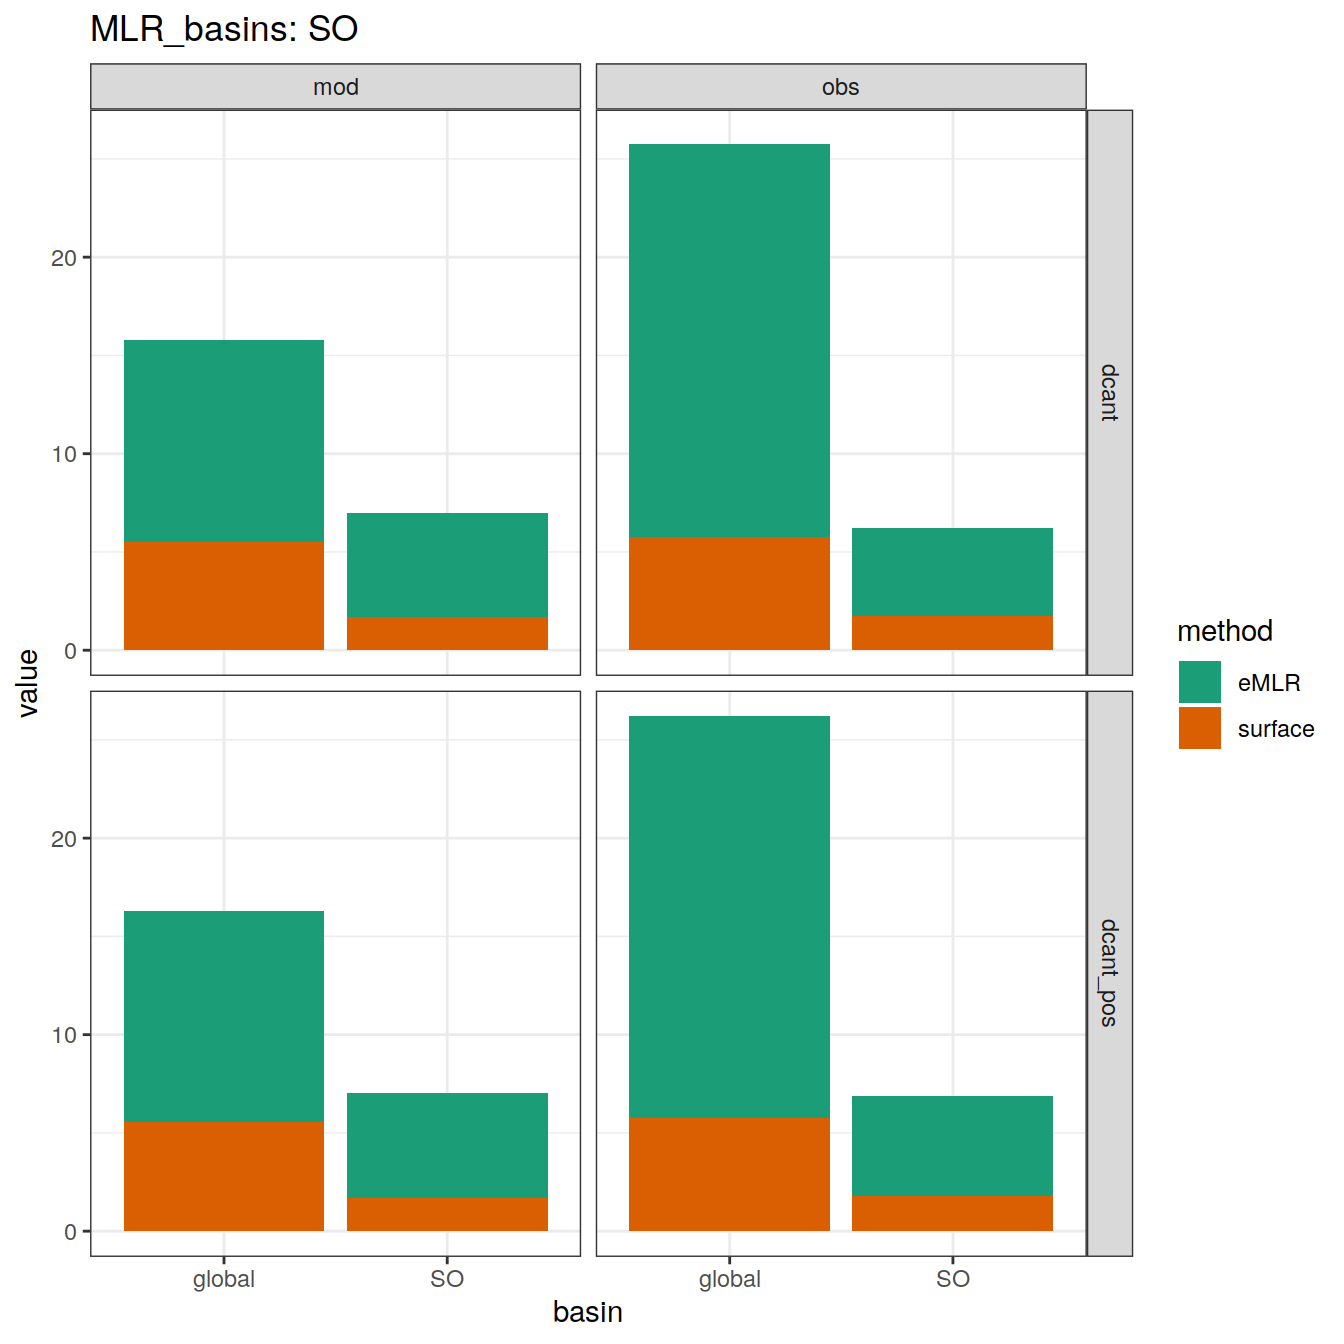 MLR_basins: SO
mod
obs
20
10
0
dcant
20
10
0
dcant_pos
global
SO
global
SO
basin
value
method
eMLR
surface